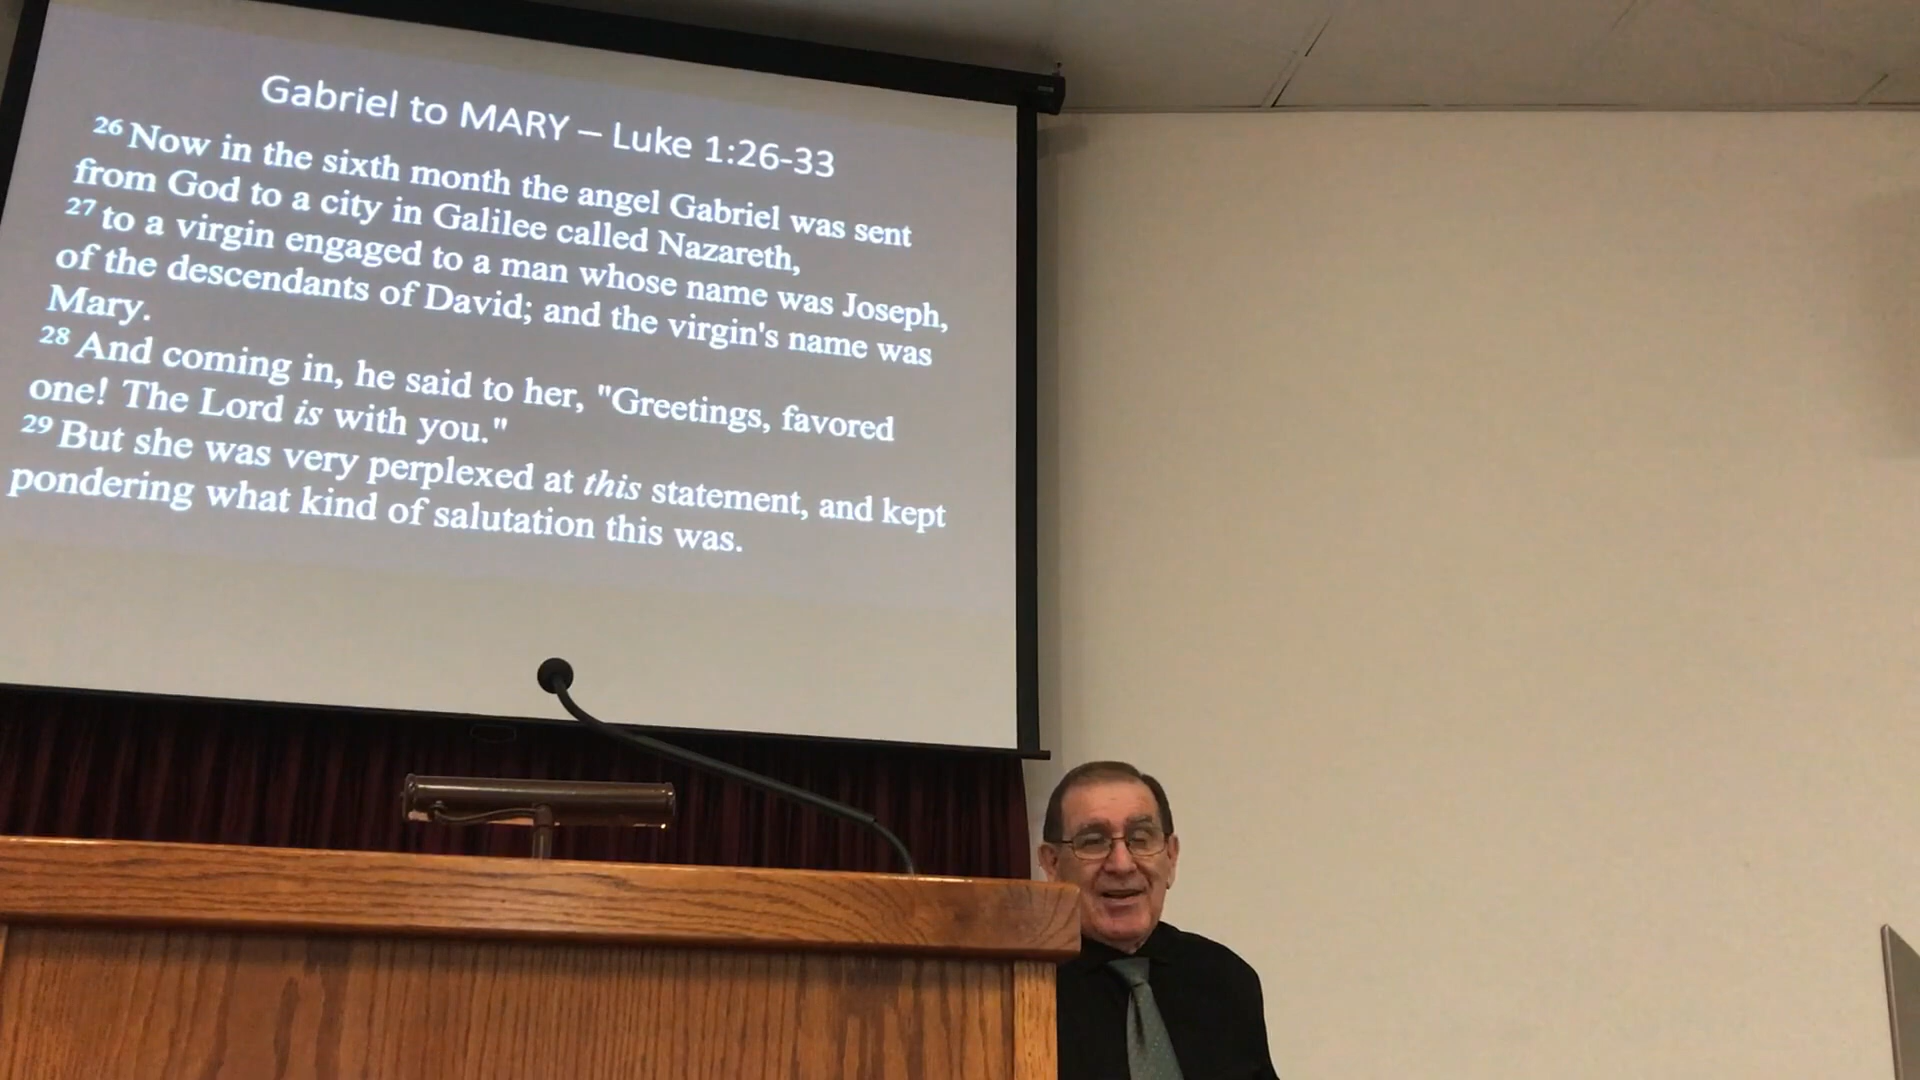 Gabriel to MARY – Luke 1:26-33
26 Now in the sixth month the angel Gabriel was sent
from God to a city in Galilee called Nazareth,
27 to a virgin engaged to a man whose name was Joseph,
of the descendants of David; and the virgin's name was
Mary.
28 And coming in, he said to her, "Greetings, favored
one! The Lord is with you."
29 But she was very perplexed at this statement, and kept
pondering what kind of salutation this was.